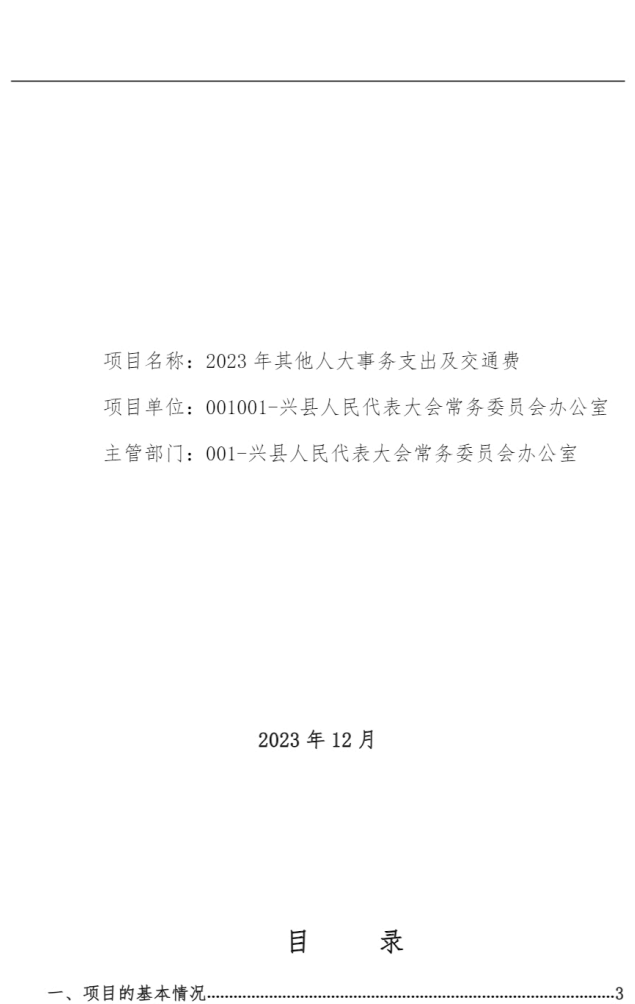 项目名称：2023 年其他人大事务支出及交通费
项目单位：001001-兴县人民代表大会常务委员会办公室
主管部门：001-兴县人民代表大会常务委员会办公室
2023 年 12 月
目 录
一、项目的基本情况........................................................................3